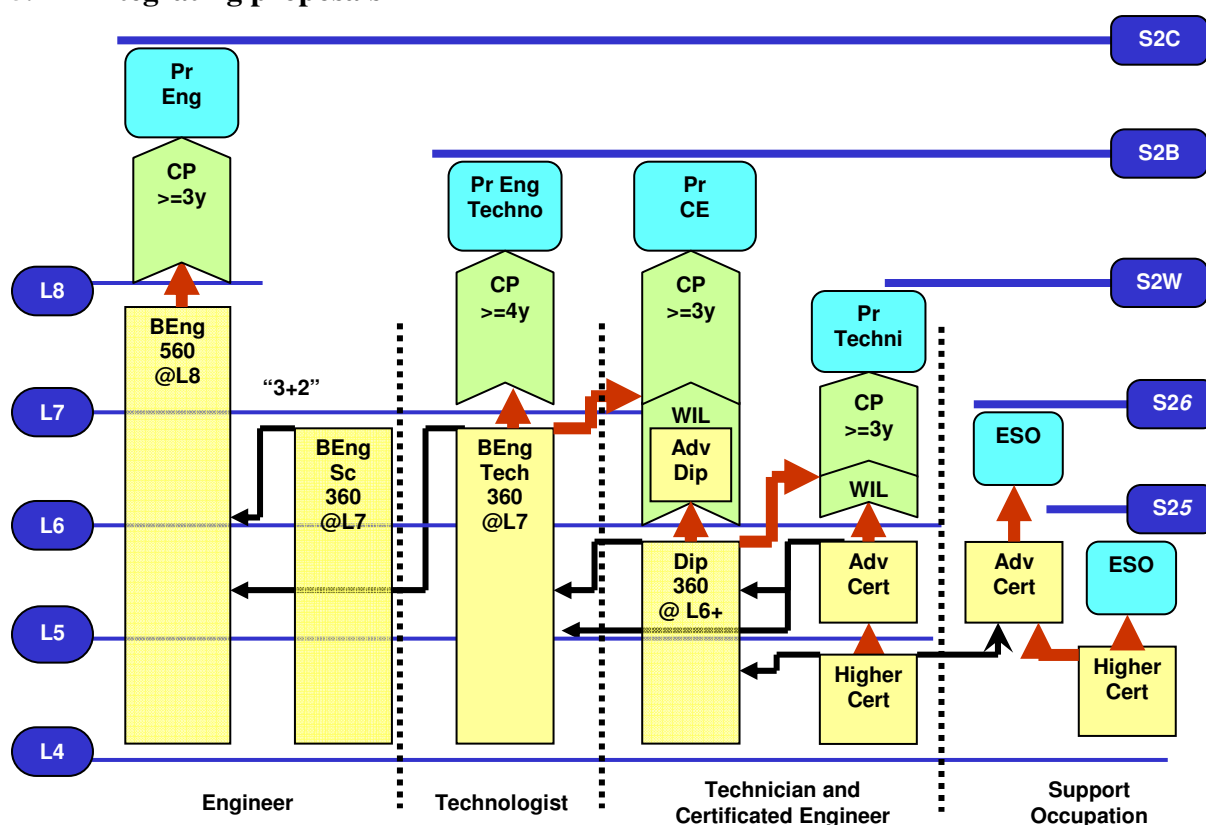 Integrating proposals
S2C
Pr
Eng
S2B
CP
>=3y
Pr Eng
Techno
Pr
CE
L8
S2W
CP
>=4y
CP
>=3y
Pr
Techni
BEng
560
@L8
"3+2"
L7
S26
WIL
CP
>=3y
ESO
BEng
Sc
360
@L7
BEng
Tech
360
@L7
Adv
Dip
WIL
L6
S25
Dip
360
@ L6+
Adv
Cert
Adv
Cert
ESO
L5
Higher
Cert
Higher
Cert
L4
Engineer
Technologist
Technician and
Certificated Engineer
Support
Occupation